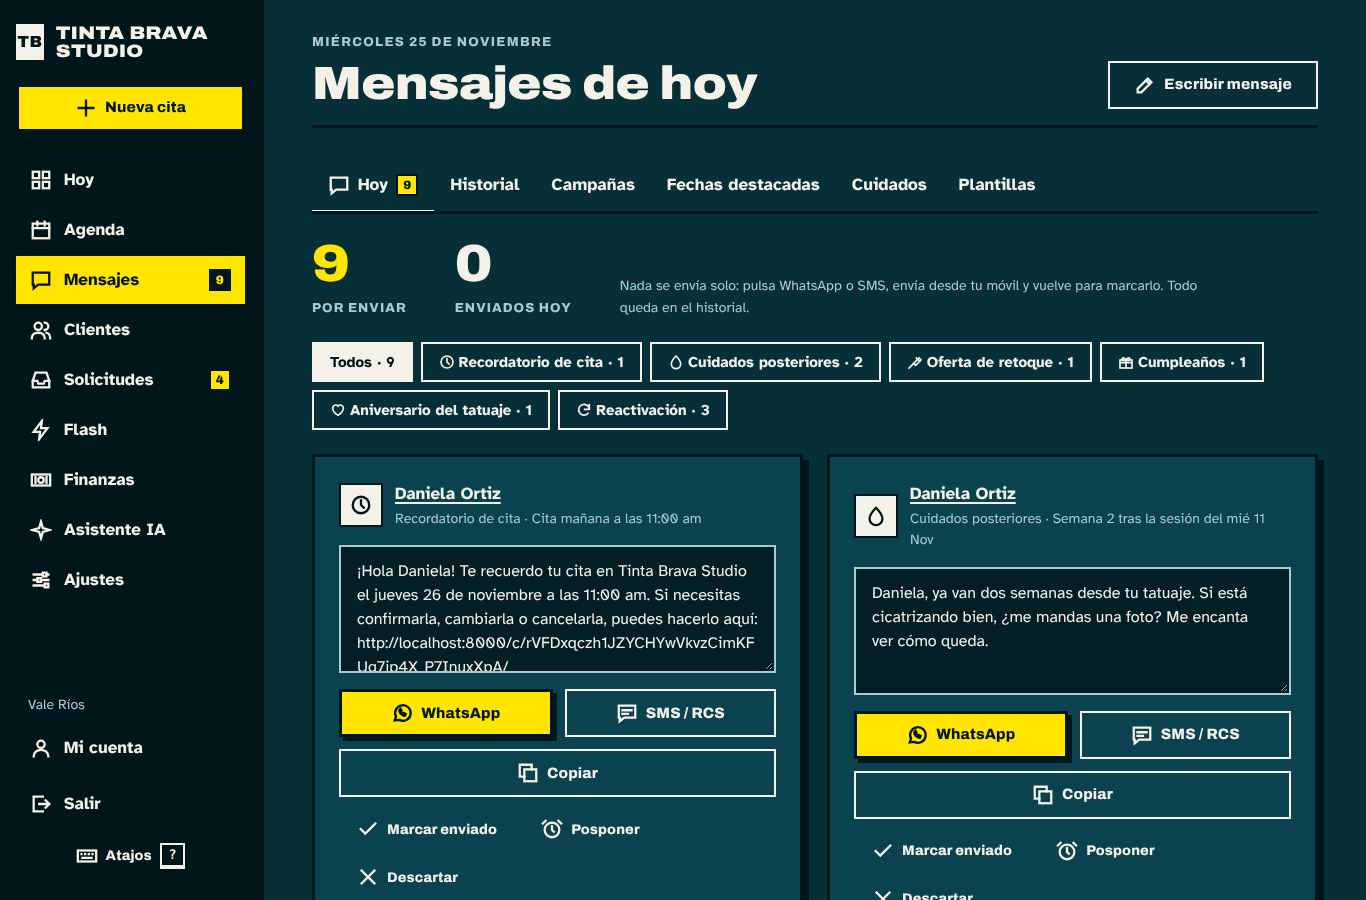 TB
TINTA BRAVA
STUDIO
Nueva cita
Hoy
Agenda
Mensajes 9
Clientes
Solicitudes 4
Flash
Finanzas
Asistente IA
Ajustes
Vale Ríos
Mi cuenta
Salir
Atajos ?
MIÉRCOLES 25 DE NOVIEMBRE
Mensajes de hoy
Escribir mensaje
Hoy 9 Historial Campañas Fechas destacadas Cuidados Plantillas
9
POR ENVIAR
0
ENVIADOS HOY
Nada se envía solo: pulsa WhatsApp o SMS, envía desde tu móvil y vuelve para marcarlo. Todo
queda en el historial.
Todos · 9 Recordatorio de cita · 1 Cuidados posteriores · 2 Oferta de retoque · 1 Cumpleaños · 1
Aniversario del tatuaje · 1 Reactivación · 3
Daniela Ortiz
Recordatorio de cita · Cita mañana a las 11:00 am
¡Hola Daniela! Te recuerdo tu cita en Tinta Brava Studio
el jueves 26 de noviembre a las 11:00 am. Si necesitas
confirmarla, cambiarla o cancelarla, puedes hacerlo aquí:
http://localhost:8000/c/rVFDxqczh1JZYCHYwVkvzCimKF
Ug7ip4X_P7InuxXpA/
WhatsApp
SMS / RCS
Copiar
Marcar enviado
Posponer
Descartar
Daniela Ortiz
Cuidados posteriores · Semana 2 tras la sesión del mié 11
Nov
Daniela, ya van dos semanas desde tu tatuaje. Si está
cicatrizando bien, ¿me mandas una foto? Me encanta
ver cómo queda.
WhatsApp
SMS / RCS
Copiar
Marcar enviado
Posponer
Descartar